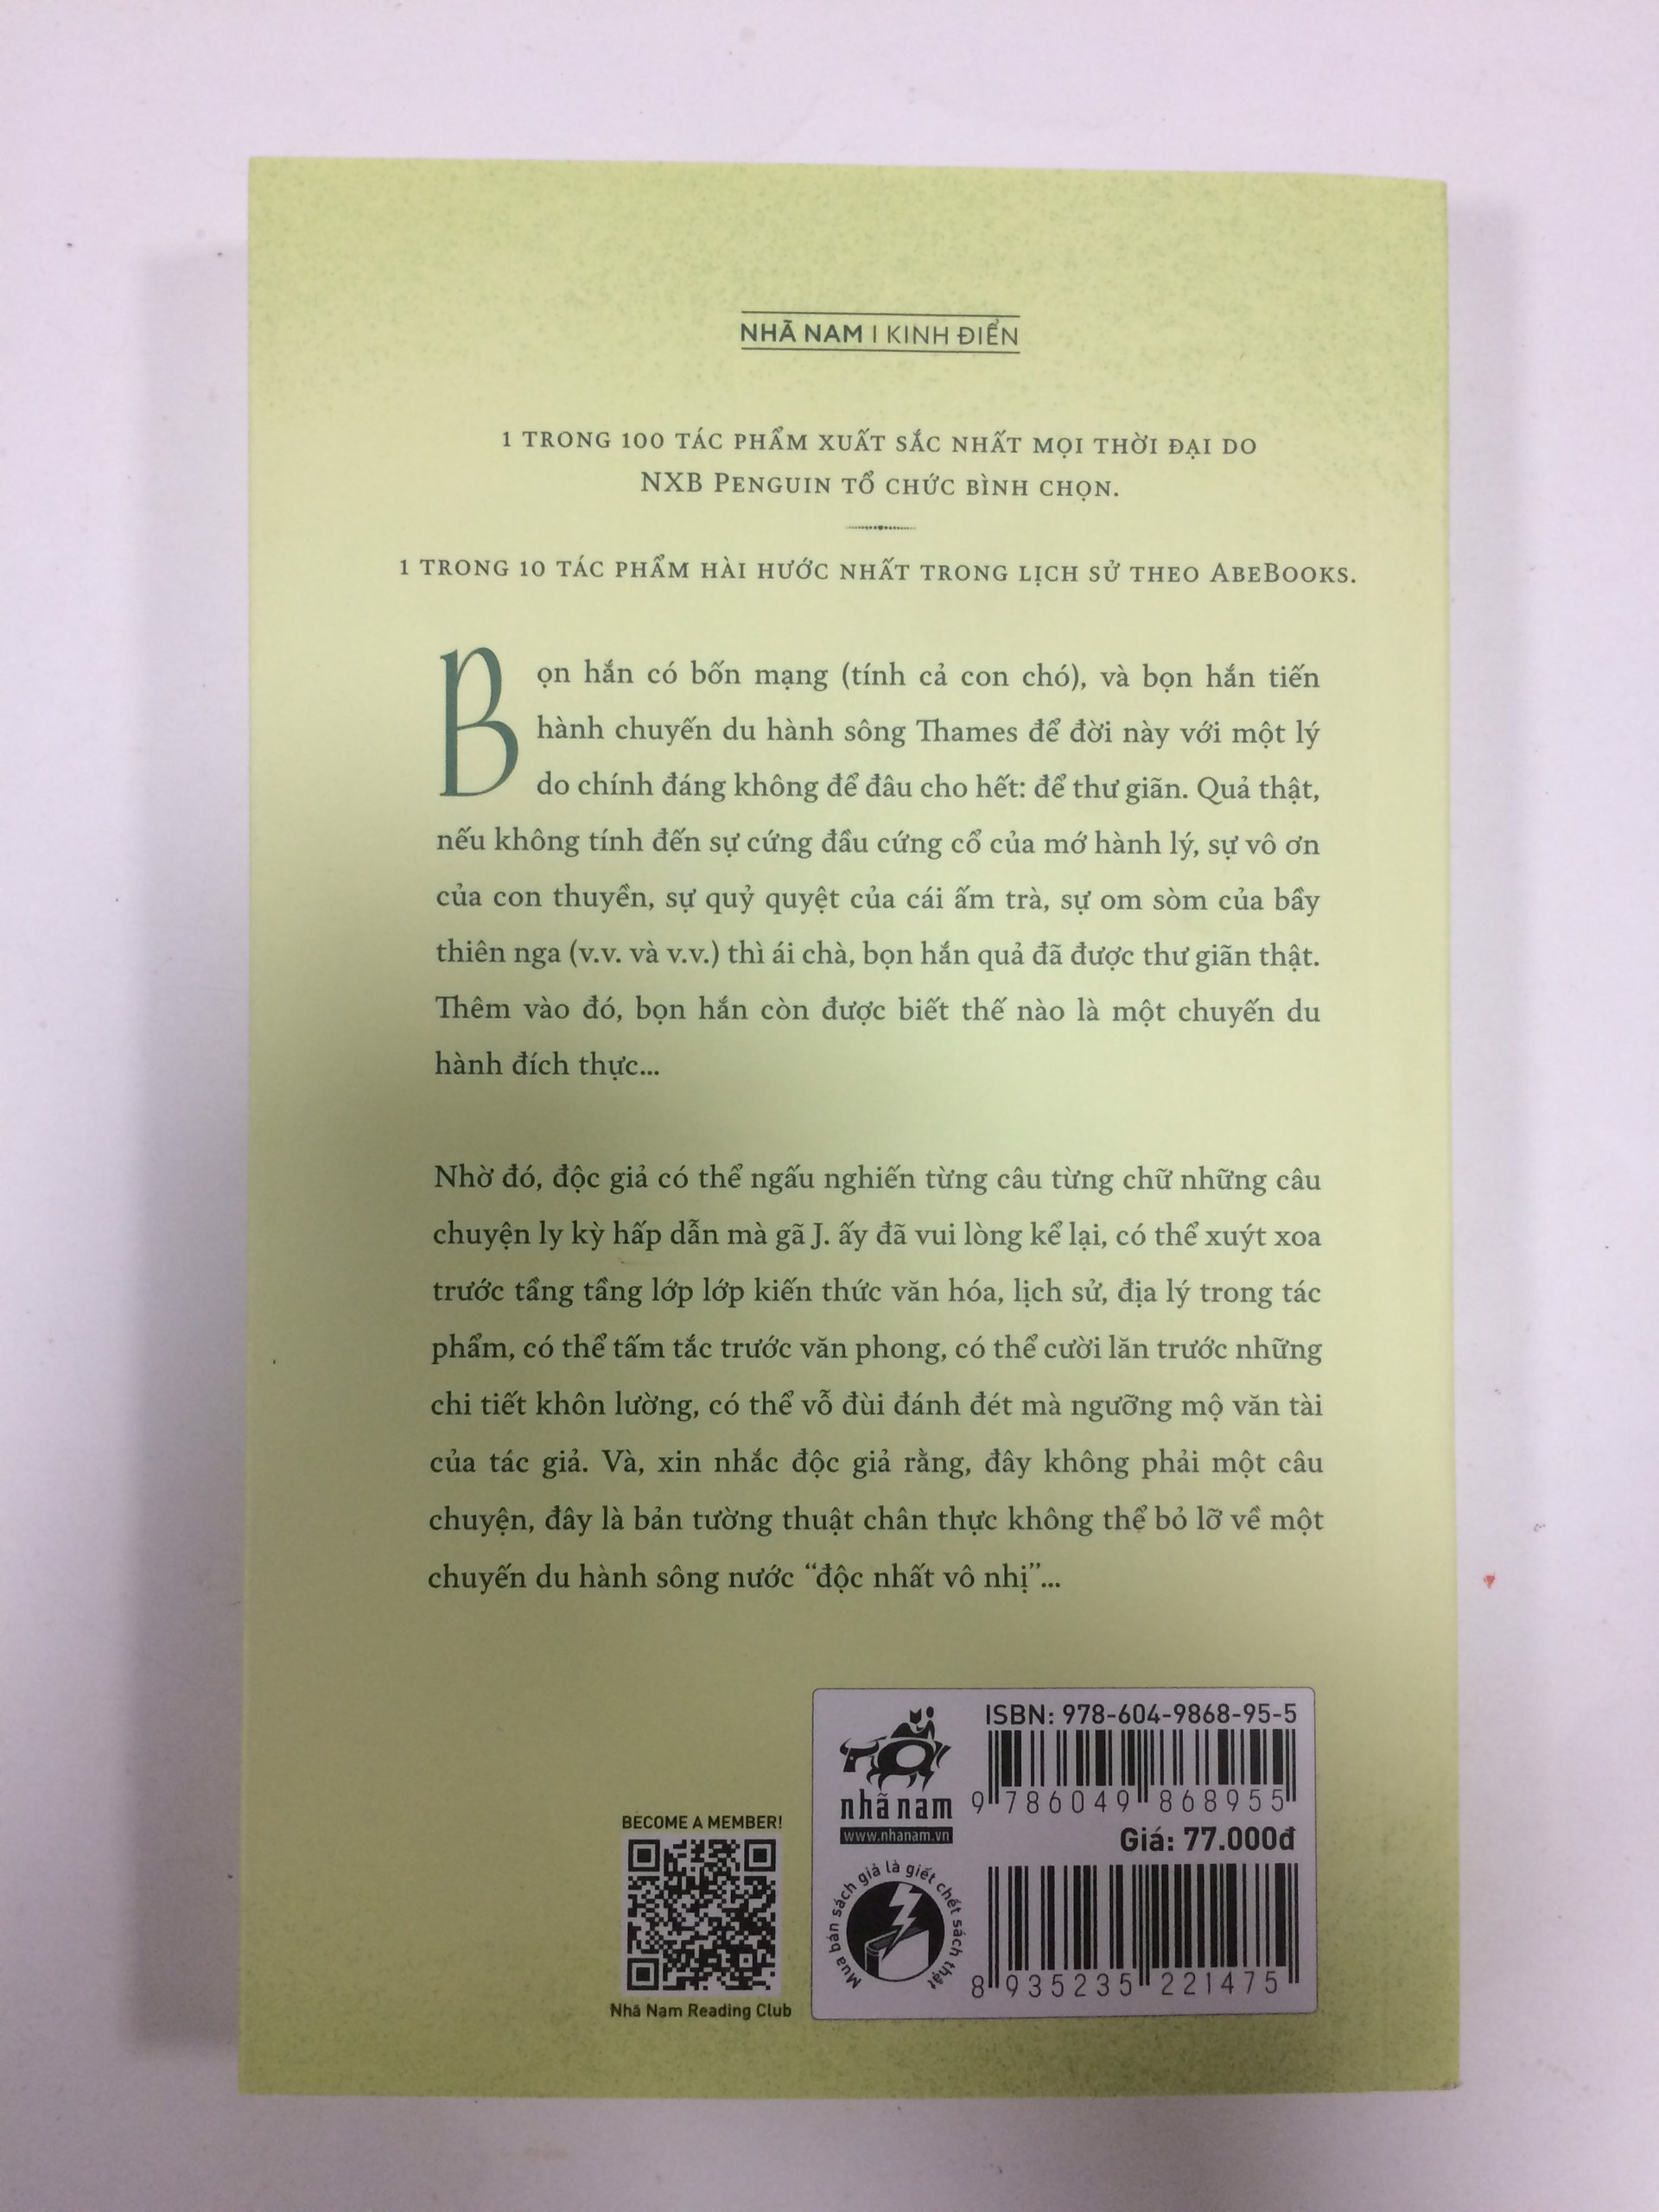 NHÃ NAM | KINH ĐIỂN
1 TRONG 100 TÁC PHẨM XUẤT SẮC NHẤT MỌI THỜI ĐẠI DO
NXB PENGUIN TỔ CHỨC BÌNH CHỌN.
1 TRONG 10 TÁC PHẨM HÀI HƯỚC NHẤT TRONG LỊCH SỬ THEO ABEBOOKS.
Bọn hắn có bốn mạng (tính cả con chó), và bọn hắn tiến
hành chuyến du hành sông Thames để đời này với một lý
do chính đáng không để đâu cho hết: để thư giãn. Quả thật,
nếu không tính đến sự cứng đầu cứng cổ của mớ hành lý, sự vô ơn
của con thuyền, sự quỷ quyệt của cái ấm trà, sự om sòm của bầy
thiên nga (v.v. và v.v.) thì ái chà, bọn hắn quả đã được thư giãn thật.
Thêm vào đó, bọn hắn còn được biết thế nào là một chuyến du
hành đích thực...
Nhờ đó, độc giả có thể ngấu nghiến từng câu từng chữ những câu
chuyện ly kỳ hấp dẫn mà gã J. ấy đã vui lòng kể lại, có thể xuýt xoa
trước tầng tầng lớp lớp kiến thức văn hóa, lịch sử, địa lý trong tác
phẩm, có thể tấm tắc trước văn phong, có thể cười lăn trước những
chi tiết khôn lường, có thể vỗ đùi đánh đét mà ngưỡng mộ văn tài
của tác giả. Và, xin nhắc độc giả rằng, đây không phải một câu
chuyện, đây là bản tường thuật chân thực không thể bỏ lỡ về một
chuyến du hành sông nước “độc nhất vô nhị”...
BECOME A MEMBER!
Nhã Nam Reading Club
nhã nam
www.nhanam.vn
Mua bán sách giả là giết chết sách thật
ISBN: 978-604-9868-95-5
9 786049 868955
Giá: 77.000đ
8 935235 221475